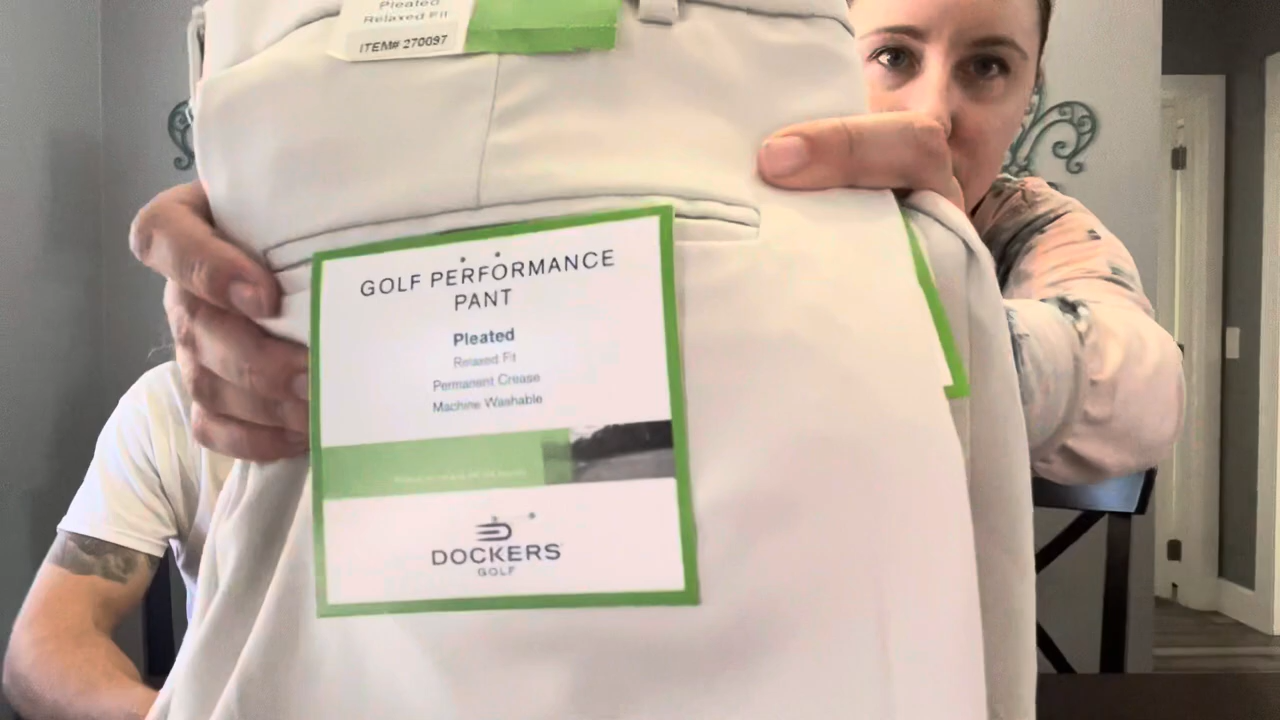 Pleated
Relaxed Fit
ITEM# 270097
GOLF PERFORMANCE
PANT
Pleated
Relaxed Fit
Permanent Crease
Machine Washable
DOCKERS
GOLF